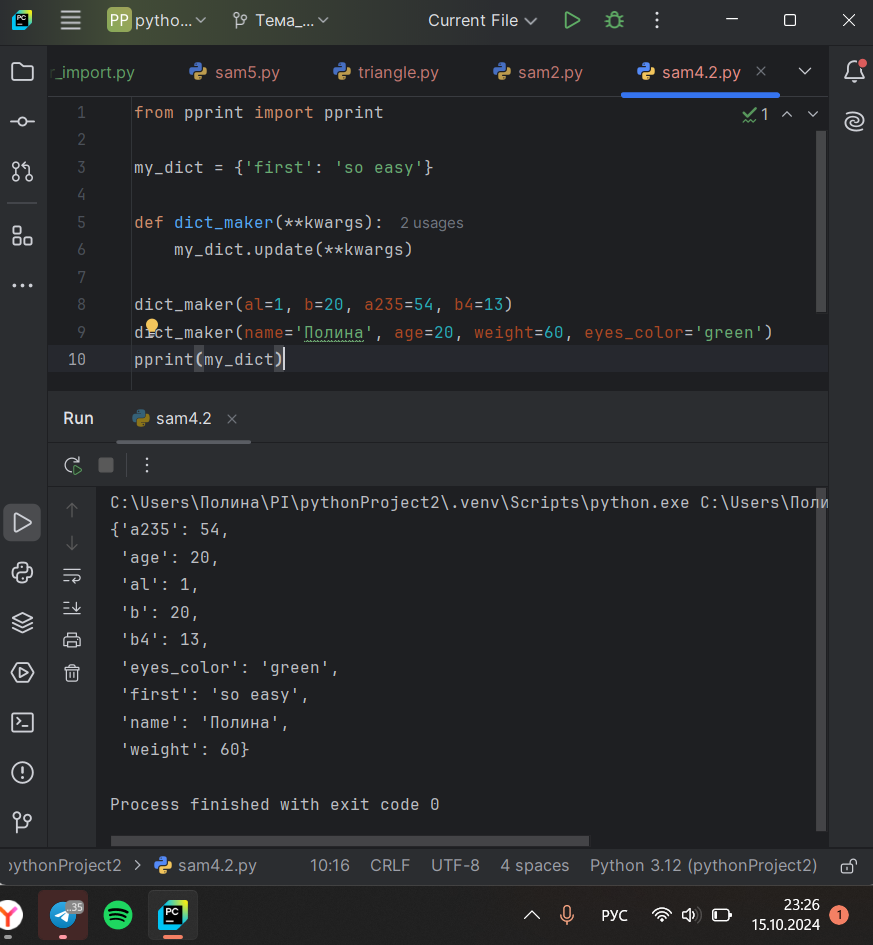 PC PP pytho... Тема_... Current File
r_import.py sam5.py triangle.py sam2.py sam4.2.py
1 from pprint import pprint 1
2
3 my_dict = {'first': 'so easy'}
4
5 def dict_maker(**kwargs): 2 usages
6 my_dict.update(**kwargs)
7
8 dict_maker(al=1, b=20, a235=54, b4=13)
9 dict_maker(name='Полина', age=20, weight=60, eyes_color='green')
10 pprint(my_dict)
Run sam4.2
C:\Users\Полина\PI\pythonProject2\.venv\Scripts\python.exe C:\Users\Поли
{'a235': 54,
'age': 20,
'al': 1,
'b': 20,
'b4': 13,
'eyes_color': 'green',
'first': 'so easy',
'name': 'Полина',
'weight': 60}
Process finished with exit code 0
pythonProject2 > sam4.2.py 10:16 CRLF UTF-8 4 spaces Python 3.12 (pythonProject2)
Y .35 PC РУС 23:26 1
15.10.2024